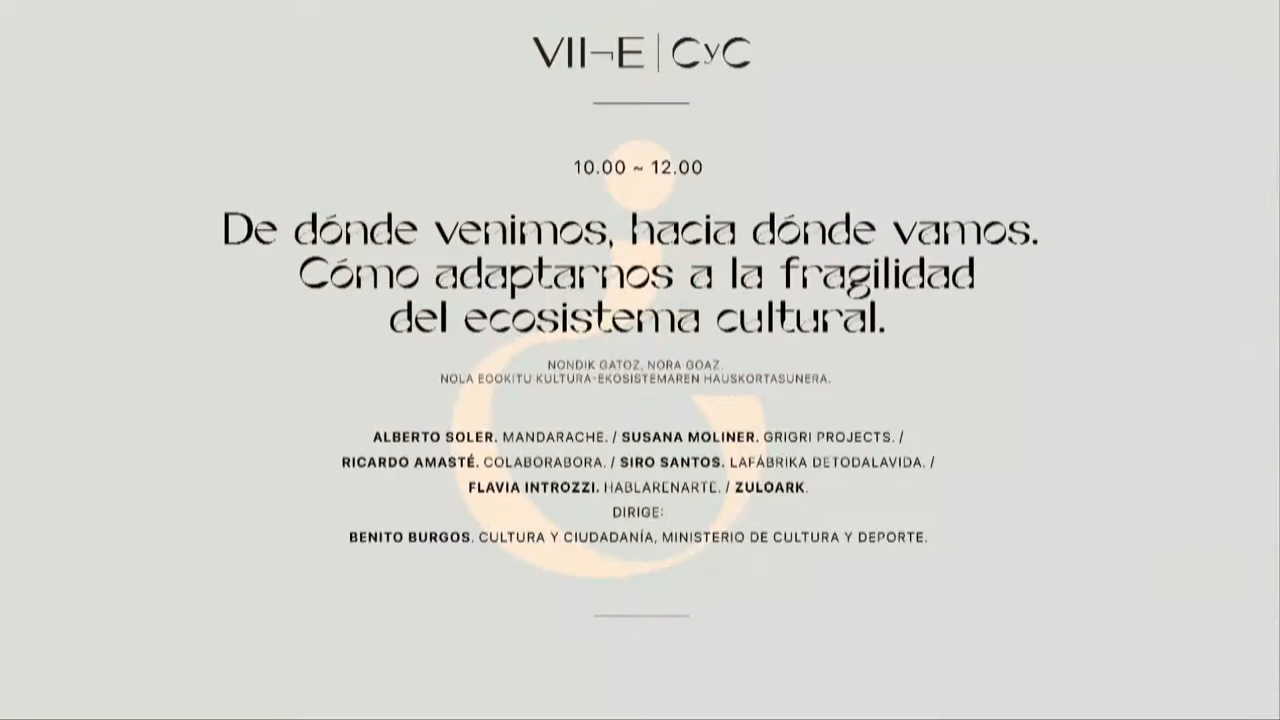 VII¬E | CyC
10.00 ~ 12.00
De dónde venimos, hacia dónde vamos.
Cómo adaptarnos a la fragilidad
del ecosistema cultural.
NONDIK GATOZ, NORA GOAZ.
NOLA EGOKITU KULTURA-EKOSISTEMAREN HAUSKORTASUNERA.
ALBERTO SOLER. MANDARACHE. / SUSANA MOLINER. GRIGRI PROJECTS. /
RICARDO AMASTÉ. COLABORABORA. / SIRO SANTOS. LAFÁBRIKA DETODALAVIDA. /
FLAVIA INTROZZI. HABLARENARTE. / ZULOARK.
DIRIGE:
BENITO BURGOS. CULTURA Y CIUDADANÍA, MINISTERIO DE CULTURA Y DEPORTE.